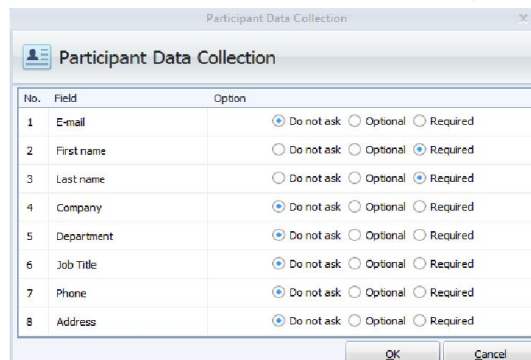 Participant Data Collection
Participant Data Collection
No. Field Option
1 E-mail Do not ask Optional Required
2 First name Do not ask Optional Required
3 Last name Do not ask Optional Required
4 Company Do not ask Optional Required
5 Department Do not ask Optional Required
6 Job Title Do not ask Optional Required
7 Phone Do not ask Optional Required
8 Address Do not ask Optional Required
OK Cancel